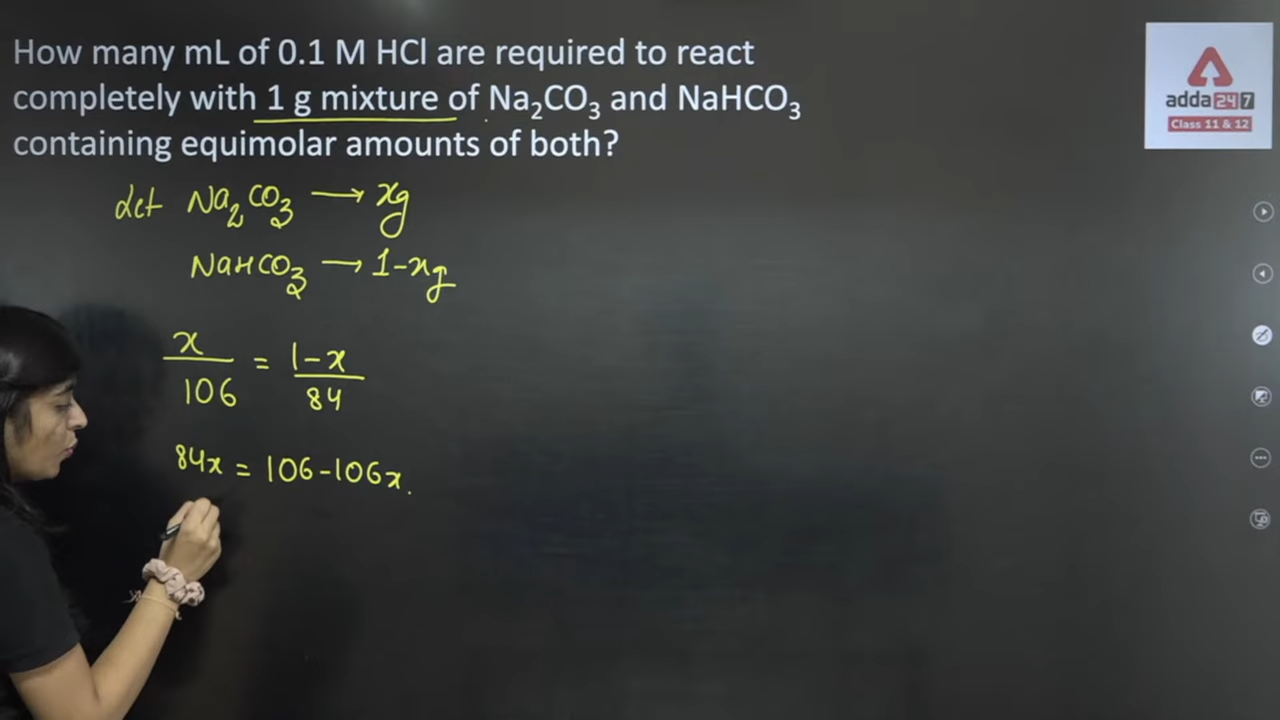 How many mL of 0.1 M HCl are required to react
completely with 1 g mixture of Na₂CO₃ and NaHCO₃
containing equimolar amounts of both?
adda247
Class 11 & 12
Let Na₂CO₃ → xg
NaHCO₃ → 1-xg
x/106 = 1-x/84
84x = 106-106x.